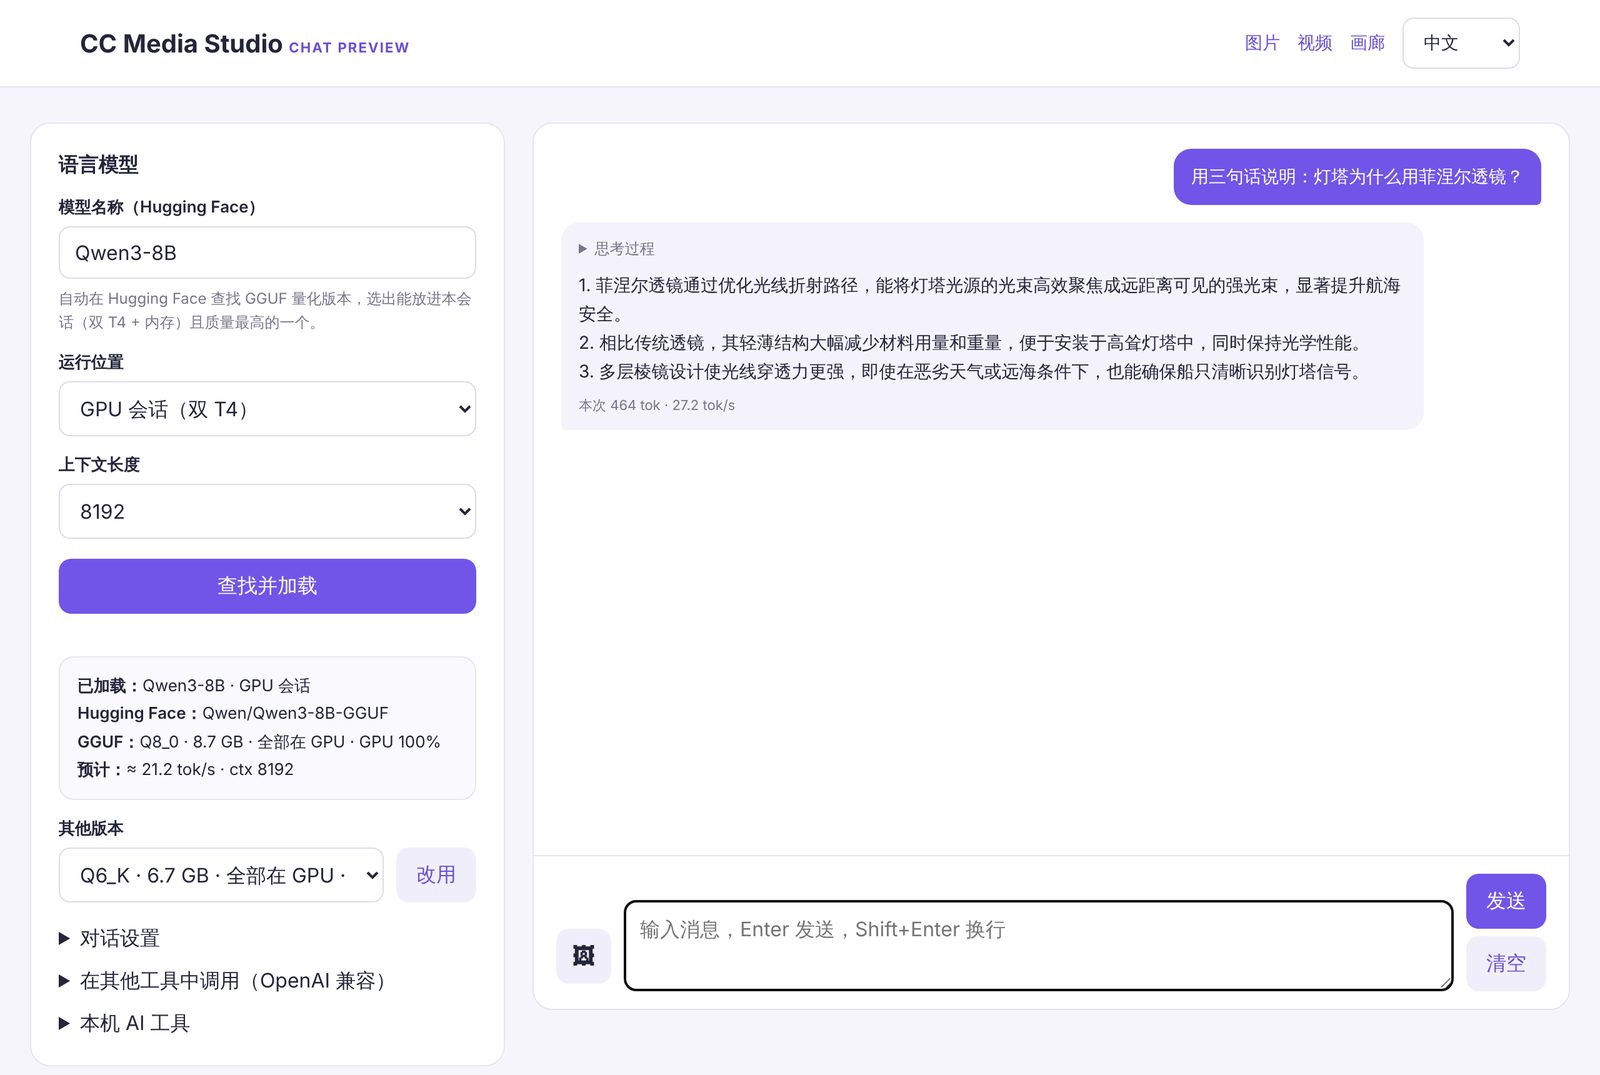 CC Media Studio CHAT PREVIEW
图片 视频 画廊 中文
语言模型
模型名称（Hugging Face）
Qwen3-8B
自动在 Hugging Face 查找 GGUF 量化版本，选出能放进本会
话（双 T4 + 内存）且质量最高的一个。
运行位置
GPU 会话（双 T4）
上下文长度
8192
查找并加载
已加载：Qwen3-8B · GPU 会话
Hugging Face：Qwen/Qwen3-8B-GGUF
GGUF：Q8_0 · 8.7 GB · 全部在 GPU · GPU 100%
预计：≈ 21.2 tok/s · ctx 8192
其他版本
Q6_K · 6.7 GB · 全部在 GPU ·
改用
对话设置
在其他工具中调用（OpenAI 兼容）
本机 AI 工具
用三句话说明：灯塔为什么用菲涅尔透镜？
思考过程
1. 菲涅尔透镜通过优化光线折射路径，能将灯塔光源的光束高效聚焦成远距离可见的强光束，显著提升航海
安全。
2. 相比传统透镜，其轻薄结构大幅减少材料用量和重量，便于安装于高耸灯塔中，同时保持光学性能。
3. 多层棱镜设计使光线穿透力更强，即使在恶劣天气或远海条件下，也能确保船只清晰识别灯塔信号。
本次 464 tok · 27.2 tok/s
输入消息，Enter 发送，Shift+Enter 换行
发送
清空